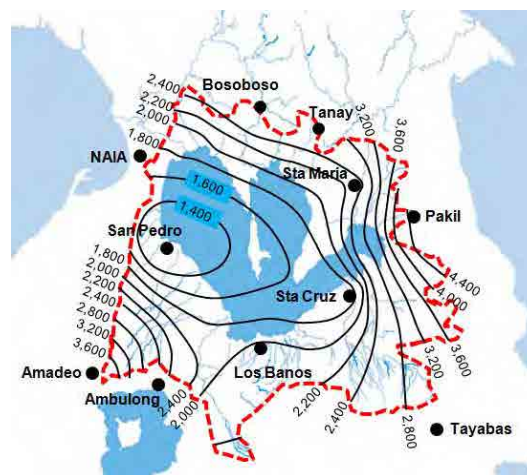 2,400
2,200
2,000
1,800
Bosoboso
Tanay
3,200
3,600
NAIA
Sta Maria
1,600
1,400
San Pedro
Pakil
1,800
2,000
2,200
2,400
2,800
3,200
3,600
4,400
4,000
Sta Cruz
3,600
3,200
Los Banos
Amadeo
Ambulong
2,400
2,000
2,200
2,400
2,800
Tayabas